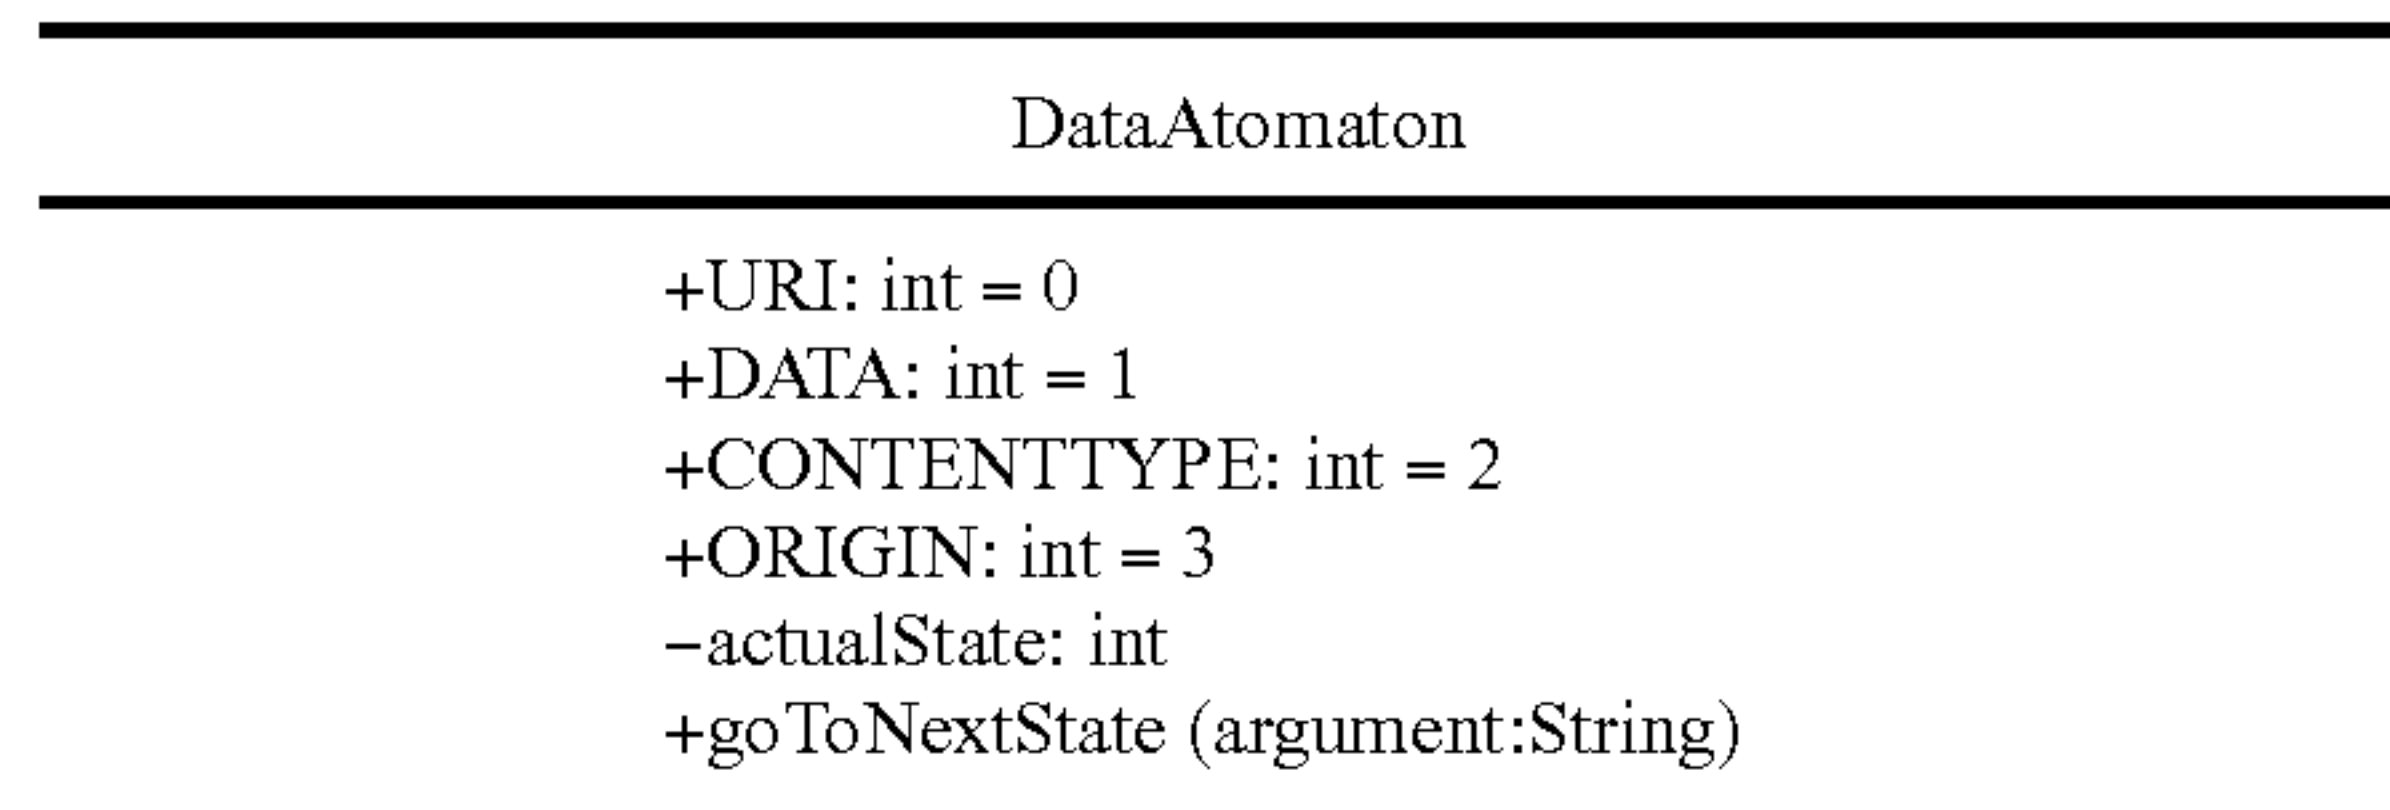 DataAtomaton
+URI: int = 0
+DATA: int = 1
+CONTENTTYPE: int = 2
+ORIGIN: int = 3
−actualState: int
+goToNextState (argument:String)